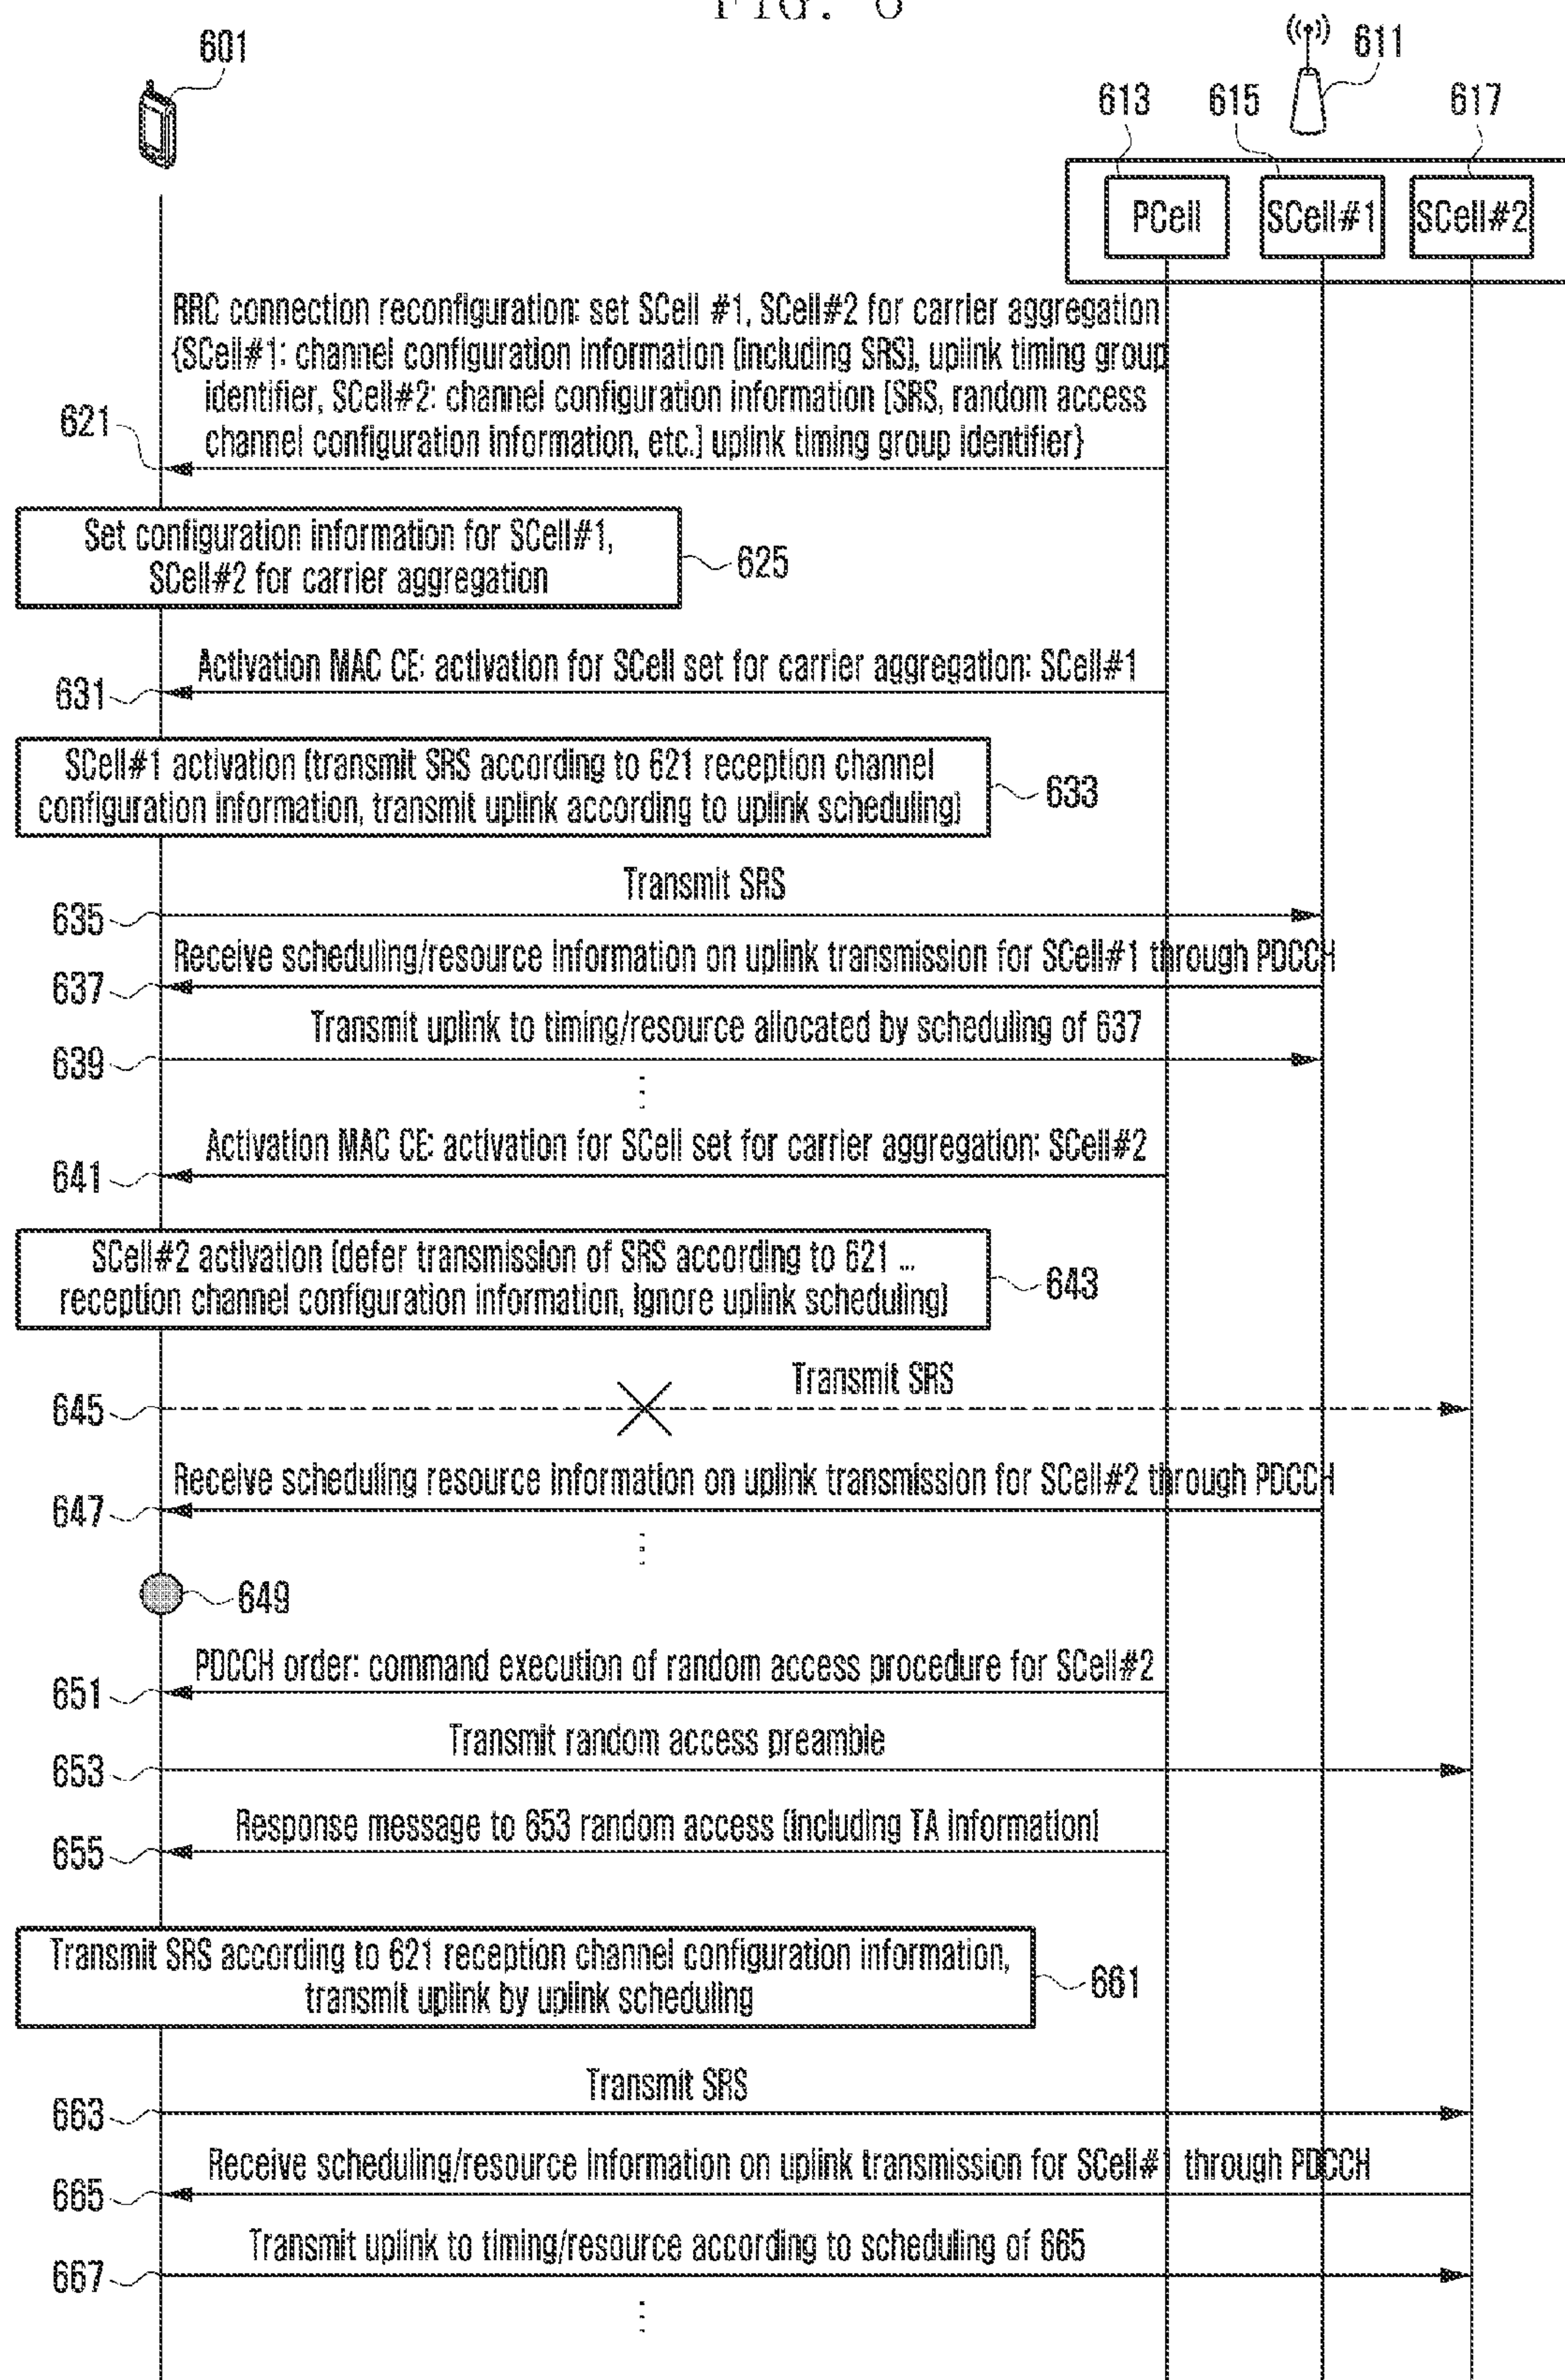 FIG. 6
601
611
613
615
617
PCell
SCell#1
SCell#2
RRC connection reconfiguration: set SCell #1, SCell#2 for carrier aggregation
{SCell#1: channel configuration information (including SRS), uplink timing group
identifier, SCell#2: channel configuration information [SRS, random access
channel configuration information, etc.] uplink timing group identifier}
621
Set configuration information for SCell#1,
SCell#2 for carrier aggregation
625
Activation MAC CE: activation for SCell set for carrier aggregation: SCell#1
631
SCell#1 activation (transmit SRS according to 621 reception channel
configuration information, transmit uplink according to uplink scheduling)
633
Transmit SRS
635
Receive scheduling/resource information on uplink transmission for SCell#1 through PDCCH
637
Transmit uplink to timing/resource allocated by scheduling of 637
639
Activation MAC CE: activation for SCell set for carrier aggregation: SCell#2
641
SCell#2 activation (defer transmission of SRS according to 621 ...
reception channel configuration information, ignore uplink scheduling)
643
Transmit SRS
645
Receive scheduling resource information on uplink transmission for SCell#2 through PDCCH
647
649
PDCCH order: command execution of random access procedure for SCell#2
651
Transmit random access preamble
653
Response message to 653 random access (including TA information)
655
Transmit SRS according to 621 reception channel configuration information,
transmit uplink by uplink scheduling
661
Transmit SRS
663
Receive scheduling/resource information on uplink transmission for SCell#1 through PDCCH
665
Transmit uplink to timing/resource according to scheduling of 665
667